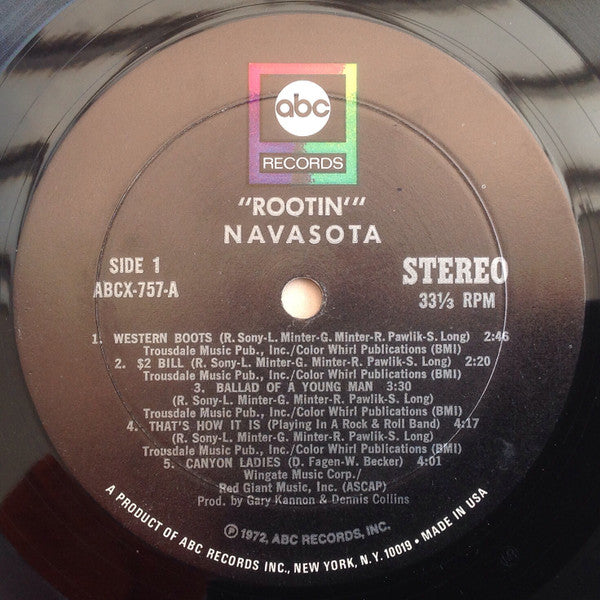 abc
RECORDS
"ROOTIN'"
NAVASOTA
SIDE 1
ABCX-757-A
STEREO
33⅓ RPM
1. WESTERN BOOTS (R. Sony-L. Minter-G. Minter-R. Pawlik-S. Long) 2:46
Trousdale Music Pub., Inc./Color Whirl Publications (BMI)
2. $2 BILL (R. Sony-L. Minter-G. Minter-R. Pawlik-S. Long) 2:20
Trousdale Music Pub., Inc./Color Whirl Publications (BMI)
3. BALLAD OF A YOUNG MAN 3:30
(R. Sony-L. Minter-G. Minter-R. Pawlik-S. Long)
Trousdale Music Pub., Inc./Color Whirl Publications (BMI)
4. THAT'S HOW IT IS (Playing In A Rock & Roll Band) 4:17
(R. Sony-L. Minter-G. Minter-R. Pawlik-S. Long)
Trousdale Music Pub., Inc./Color Whirl Publications (BMI)
5. CANYON LADIES (D. Fagen-W. Becker) 4:01
Wingate Music Corp./
Red Giant Music, Inc. (ASCAP)
Prod. by Gary Kannon & Dennis Collins
℗ 1972, ABC RECORDS, INC.
A PRODUCT OF ABC RECORDS INC., NEW YORK, N.Y. 10019 • MADE IN USA